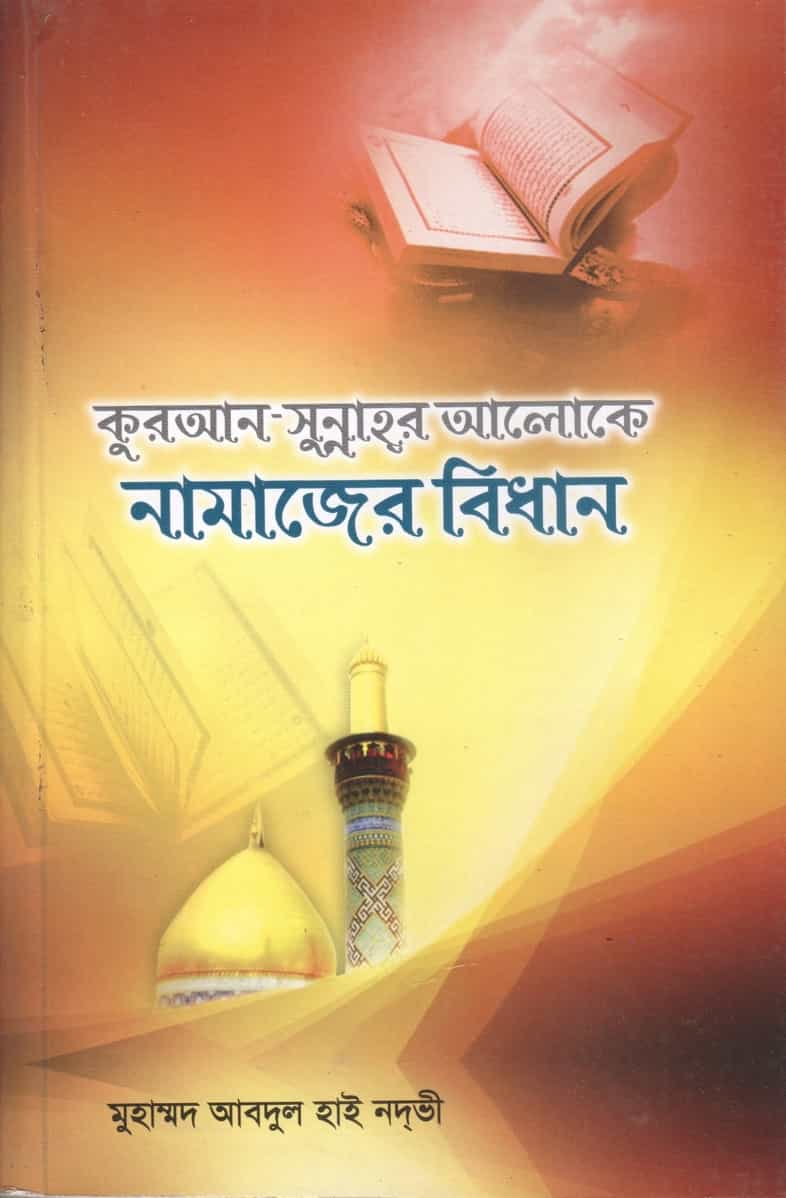 কুরআন-সুন্নাহ্‌র আলোকে
নামাজের বিধান
মুহাম্মদ আবদুল হাই নদ্‌ভী